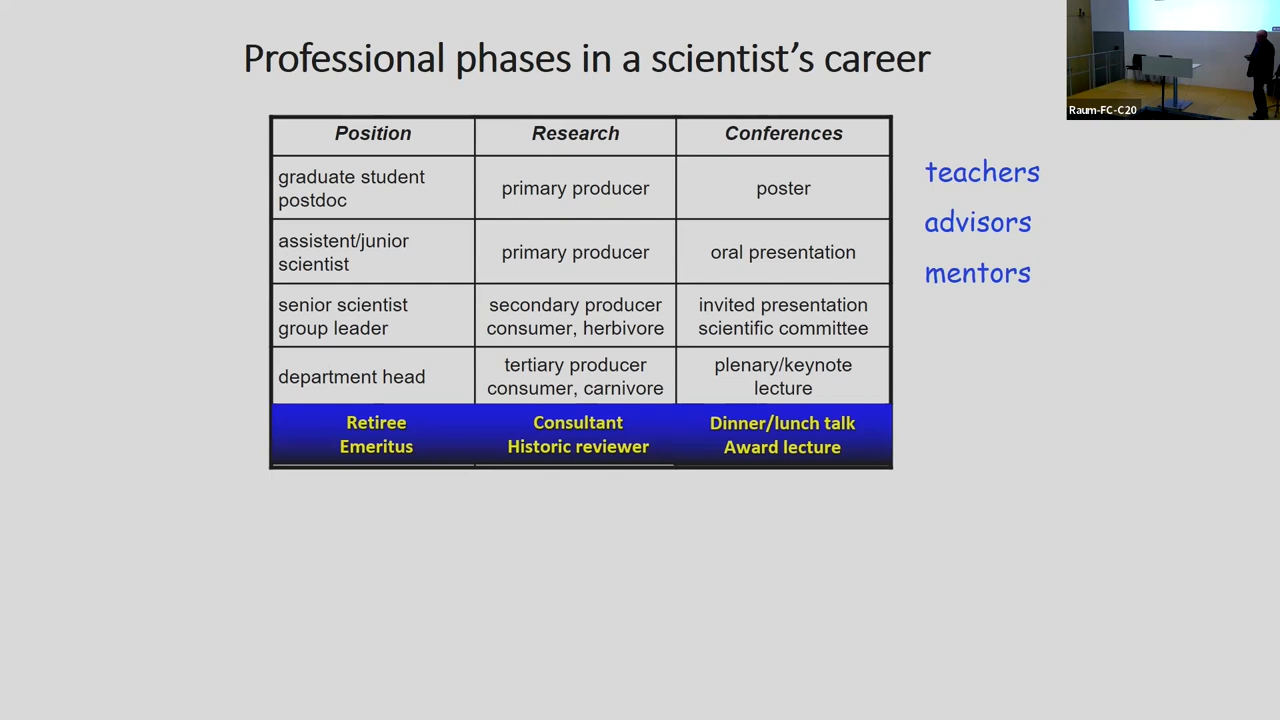 Professional phases in a scientist's career
Raum-FC-C20
Position Research Conferences
graduate student
postdoc
primary producer
poster
assistent/junior
scientist
primary producer
oral presentation
senior scientist
group leader
secondary producer
consumer, herbivore
invited presentation
scientific committee
department head
tertiary producer
consumer, carnivore
plenary/keynote
lecture
Retiree
Emeritus
Consultant
Historic reviewer
Dinner/lunch talk
Award lecture
teachers
advisors
mentors